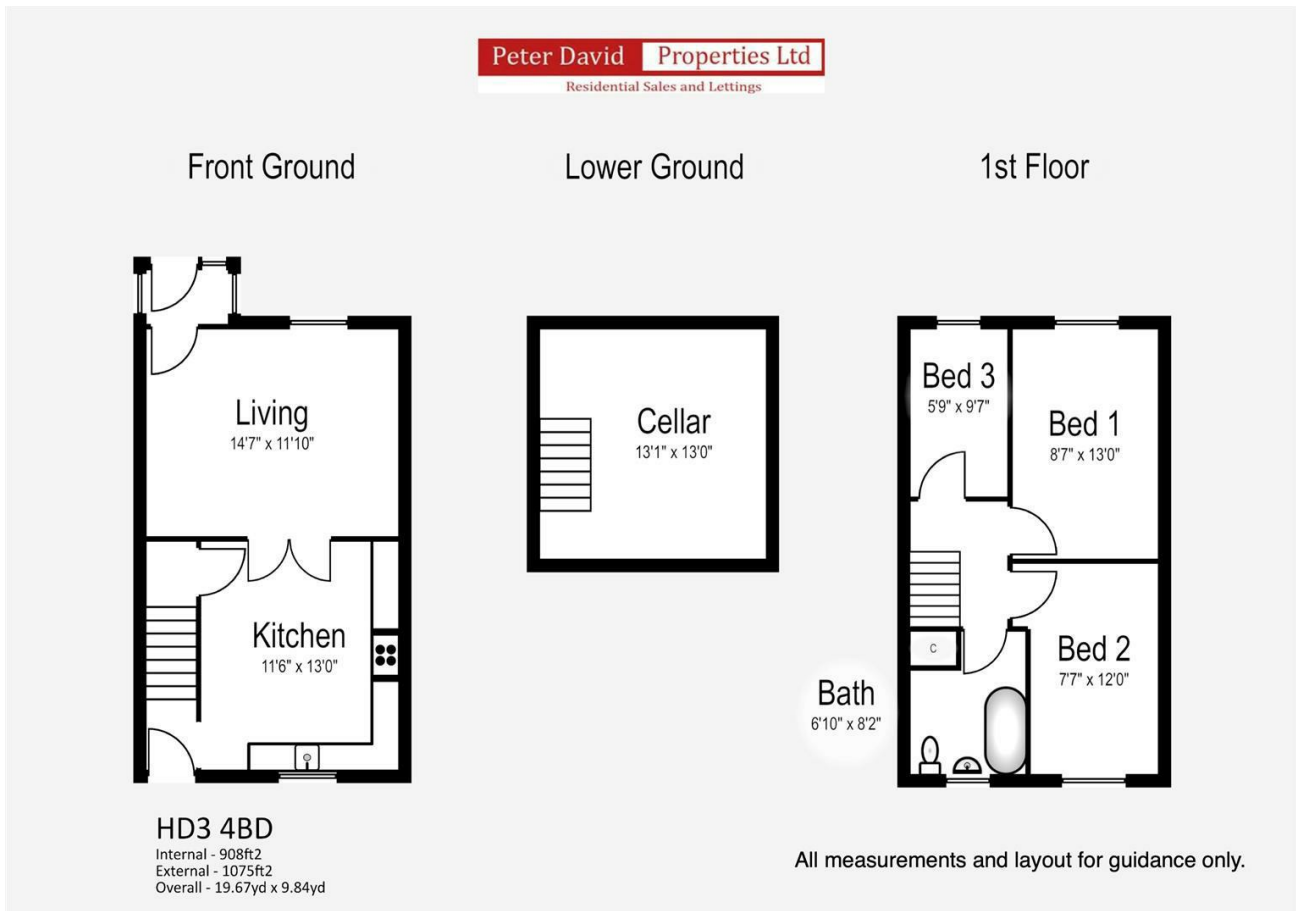 Peter David Properties Ltd
Residential Sales and Lettings
Front Ground
Lower Ground
1st Floor
Living
14'7" x 11'10"
Kitchen
11'6" x 13'0"
Cellar
13'1" x 13'0"
Bed 3
5'9" x 9'7"
Bed 1
8'7" x 13'0"
C
Bed 2
7'7" x 12'0"
Bath
6'10" x 8'2"
HD3 4BD
Internal - 908ft2
External - 1075ft2
Overall - 19.67yd x 9.84yd
All measurements and layout for guidance only.